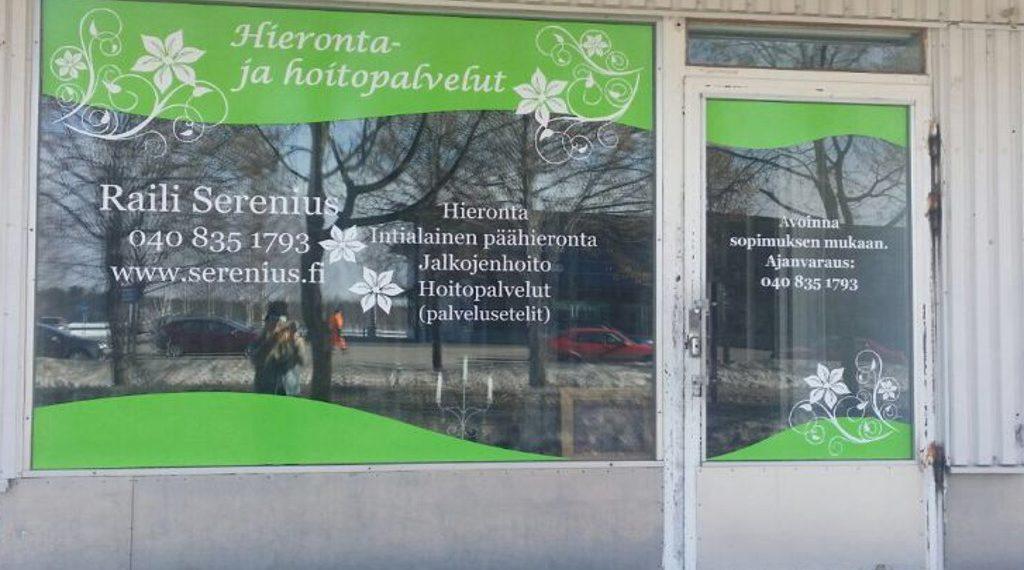 Hieronta-
ja hoitopalvelut
Raili Serenius
040 835 1793
www.serenius.fi
Hieronta
Intialainen päähieronta
Jalkojenhoito
Hoitopalvelut
(palvelusetelit)
Avoinna
sopimuksen mukaan.
Ajanvaraus:
040 835 1793